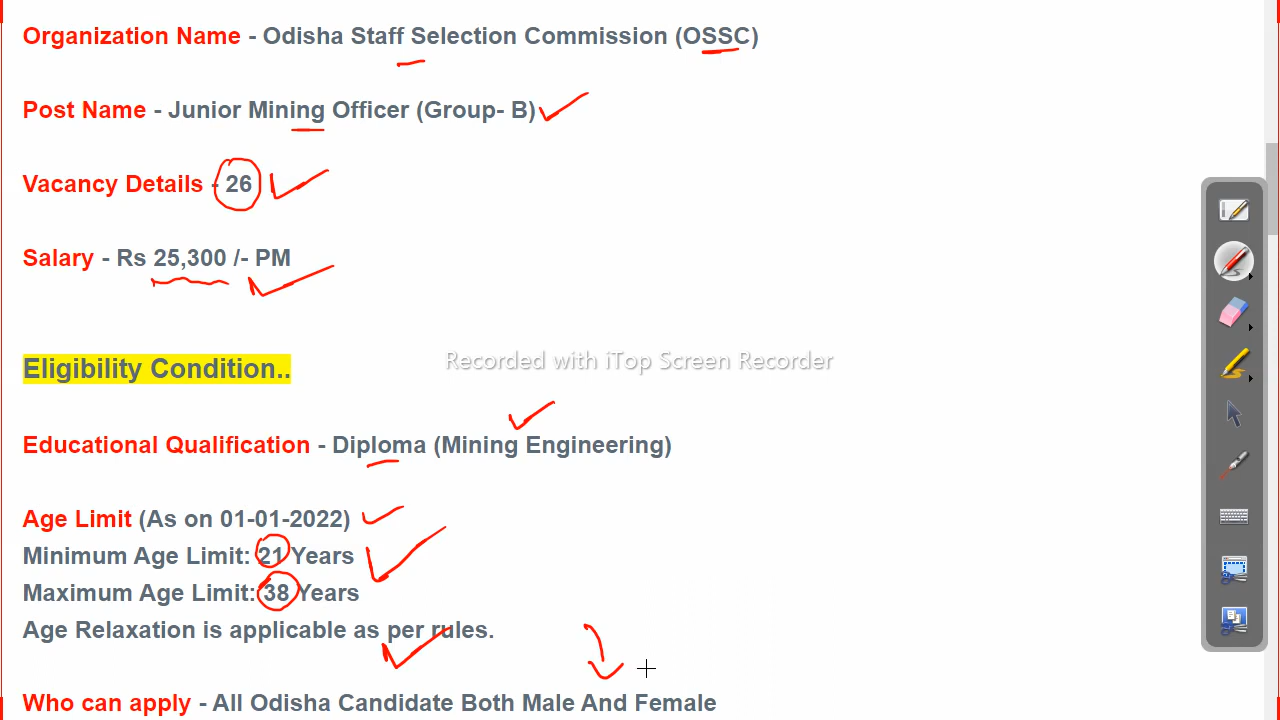 Organization Name - Odisha Staff Selection Commission (OSSC)
Post Name - Junior Mining Officer (Group- B)
Vacancy Details - 26
Salary - Rs 25,300 /- PM
Eligibility Condition..
Recorded with iTop Screen Recorder
Educational Qualification - Diploma (Mining Engineering)
Age Limit (As on 01-01-2022)
Minimum Age Limit: 21 Years
Maximum Age Limit: 38 Years
Age Relaxation is applicable as per rules.
Who can apply - All Odisha Candidate Both Male And Female